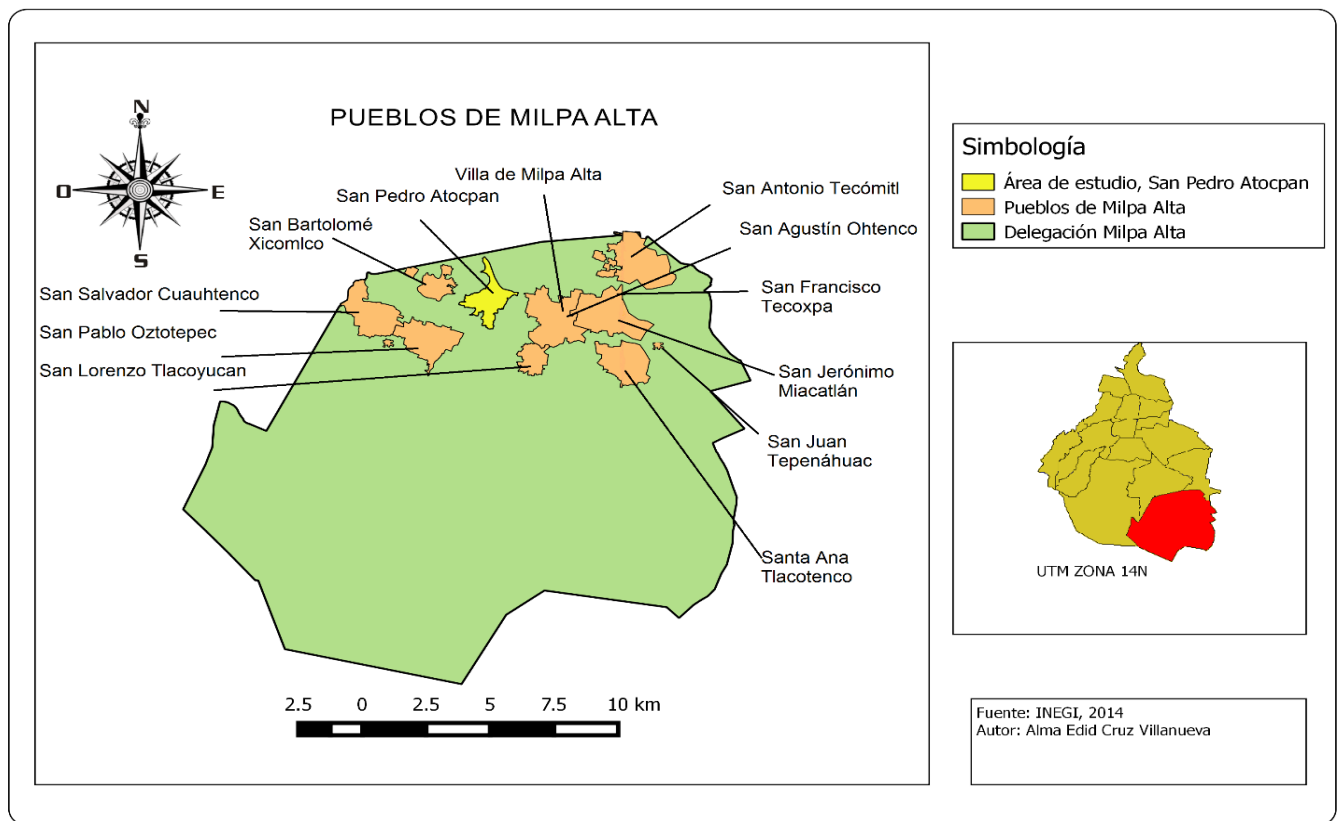 PUEBLOS DE MILPA ALTA
N
O
E
S
Villa de Milpa Alta
San Pedro Atocpan
San Bartolomé
Xicomlco
San Salvador Cuauhtenco
San Pablo Oztotepec
San Lorenzo Tlacoyucan
San Antonio Tecómitl
San Agustín Ohtenco
San Francisco
Tecoxpa
San Jerónimo
Miacatlán
San Juan
Tepenáhuac
Santa Ana
Tlacotenco
2.5 0 2.5 5 7.5 10 km
Simbología
Área de estudio, San Pedro Atocpan
Pueblos de Milpa Alta
Delegación Milpa Alta
UTM ZONA 14N
Fuente: INEGI, 2014
Autor: Alma Edid Cruz Villanueva